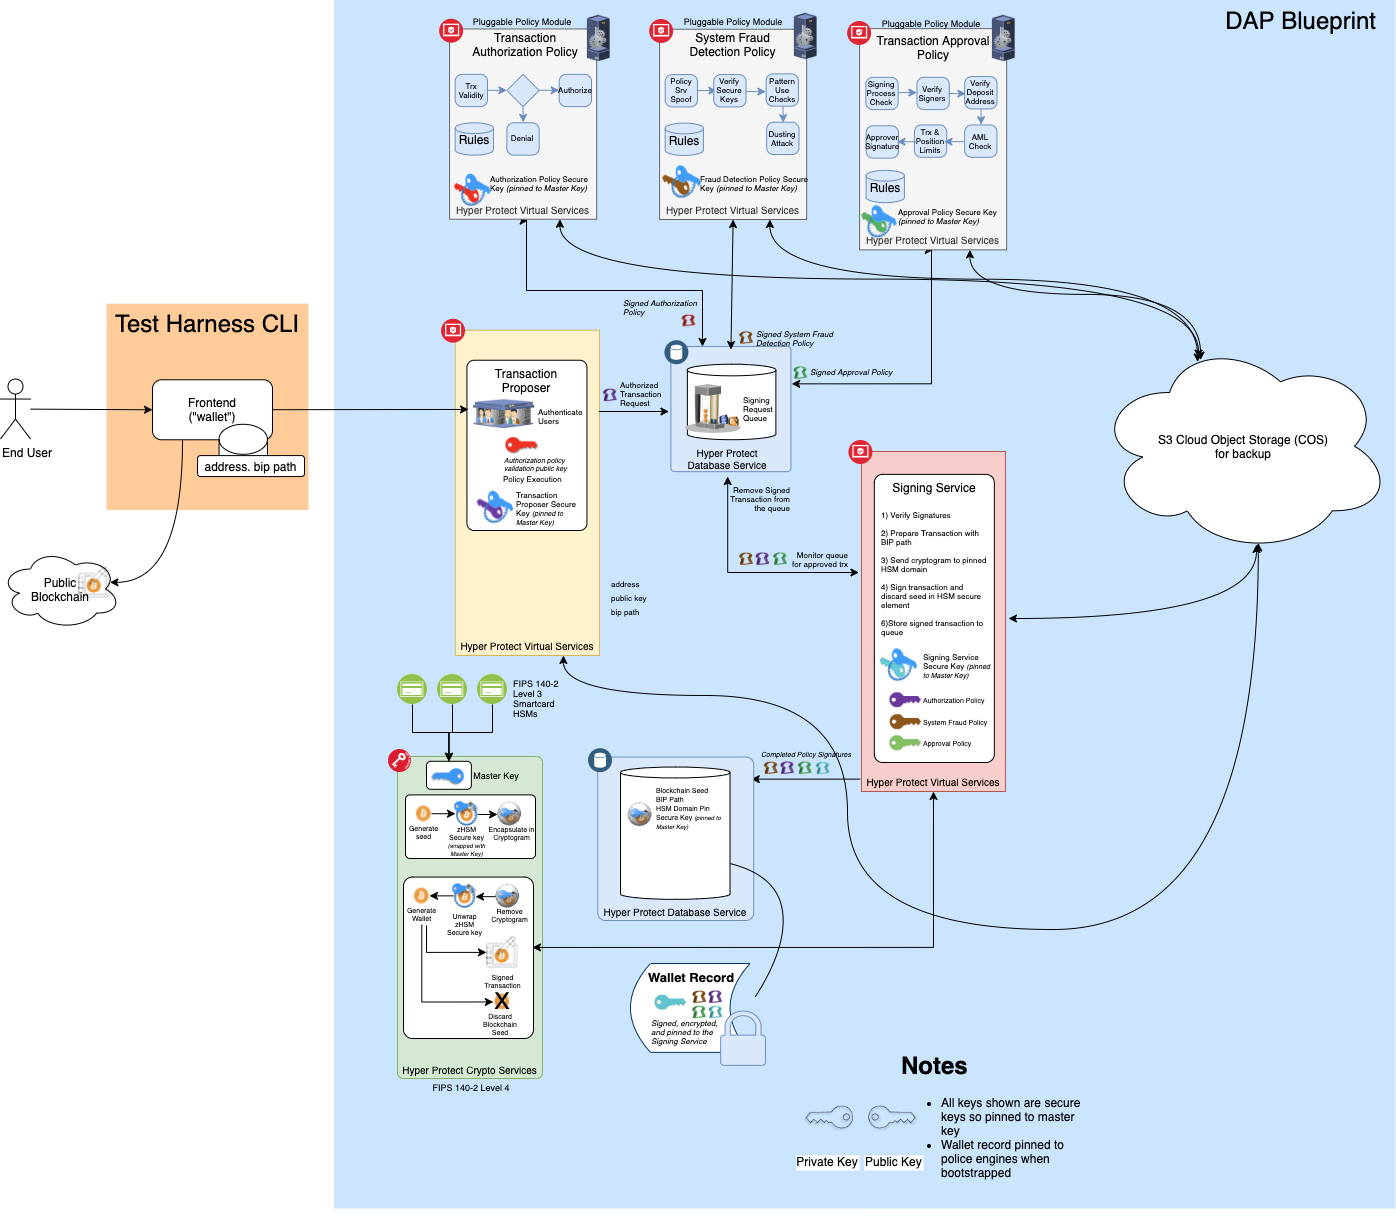 DAP Blueprint
Pluggable Policy Module
Transaction
Authorization Policy
Trx
Validity
Authorize
Rules
Denial
Authorization Policy Secure
Key (pinned to Master Key)
Hyper Protect Virtual Services
Pluggable Policy Module
System Fraud
Detection Policy
Policy
Srv
Spoof
Verify
Secure
Keys
Pattern
Use
Checks
Rules
Dusting
Attack
Fraud Detection Policy Secure
Key (pinned to Master Key)
Hyper Protect Virtual Services
Pluggable Policy Module
Transaction Approval
Policy
Signing
Process
Check
Verify
Signers
Verify
Deposit
Address
Approver
Signature
Trx &
Position
Limits
AML
Check
Rules
Approval Policy Secure Key
(pinned to Master Key)
Hyper Protect Virtual Services
Test Harness CLI
End User
Frontend
("wallet")
address. bip path
Public
Blockchain
Transaction
Proposer
Authenticate
Users
Authorization policy
validation public key
Policy Execution
Transaction
Proposer Secure
Key (pinned to
Master Key)
Hyper Protect Virtual Services
Signed Authorization
Policy
Signed System Fraud
Detection Policy
Signed Approval Policy
Authorized
Transaction
Request
Signing
Request
Queue
Hyper Protect
Database Service
Remove Signed
Transaction from
the queue
Monitor queue
for approved trx
address
public key
bip path
S3 Cloud Object Storage (COS)
for backup
Signing Service
1) Verify Signatures
2) Prepare Transaction with
BIP path
3) Send cryptogram to pinned
HSM domain
4) Sign transaction and
discard seed in HSM secure
element
6)Store signed transaction to
queue
Signing Service
Secure Key (pinned
to Master Key)
Authorization Policy
System Fraud Policy
Approval Policy
Hyper Protect Virtual Services
FIPS 140-2
Level 3
Smartcard
HSMs
Master Key
Generate
seed
zHSM
Secure key
(wrapped with
Master Key)
Encapsulate in
Cryptogram
Generate
Wallet
Unwrap
zHSM
Secure key
Remove
Cryptogram
Signed
Transaction
Discard
Blockchain
Seed
Hyper Protect Crypto Services
FIPS 140-2 Level 4
Completed Policy Signatures
Blockchain Seed
BIP Path
HSM Domain Pin
Secure Key (pinned to
Master Key)
Hyper Protect Database Service
Wallet Record
Signed, encrypted,
and pinned to the
Signing Service
Notes
Private Key
Public Key
• All keys shown are secure
keys so pinned to master
key
• Wallet record pinned to
police engines when
bootstrapped